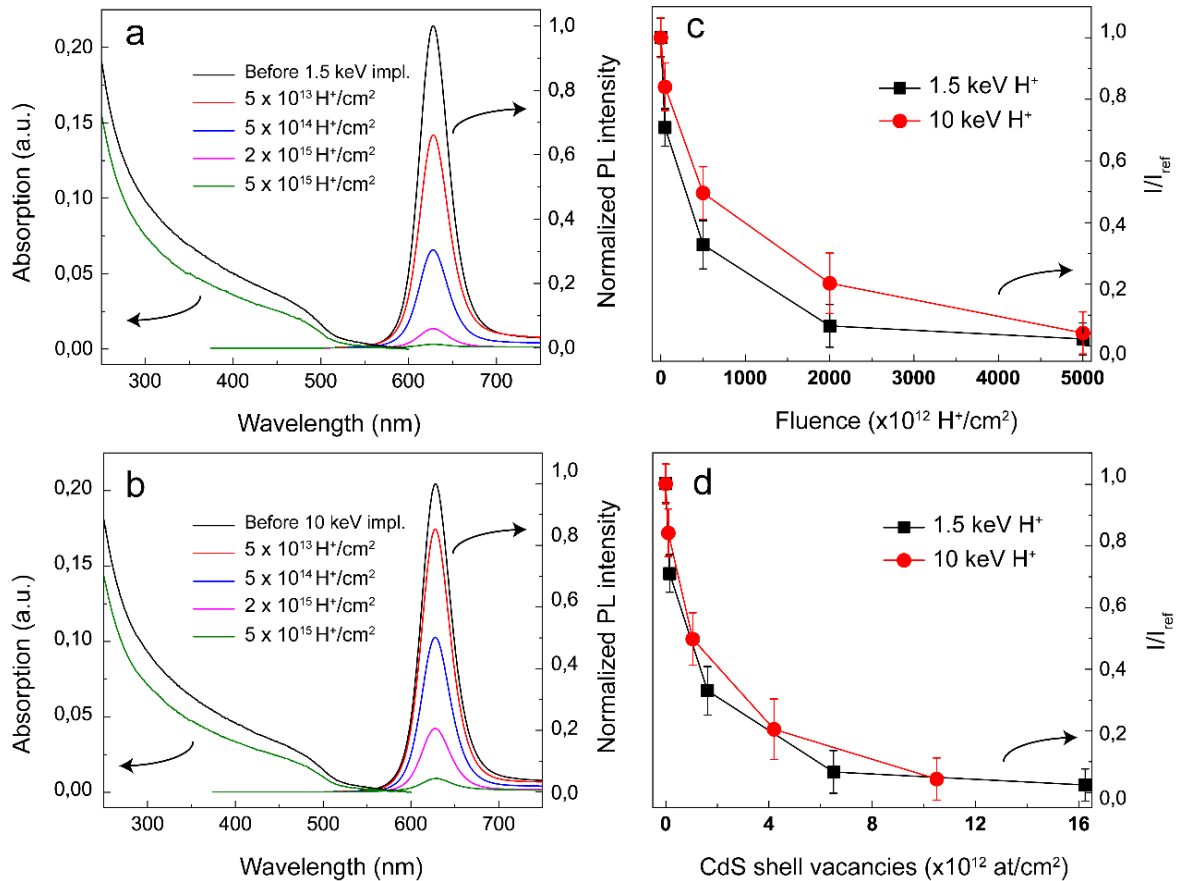 a
0,20
0,15
0,10
0,05
0,00
Absorption (a.u.)
Before 1.5 keV impl.
5 x 10¹³ H⁺/cm²
5 x 10¹⁴ H⁺/cm²
2 x 10¹⁵ H⁺/cm²
5 x 10¹⁵ H⁺/cm²
1,0
0,8
0,6
0,4
0,2
0,0
Normalized PL intensity
300 400 500 600 700
Wavelength (nm)
c
1.5 keV H⁺
10 keV H⁺
1,0
0,8
0,6
0,4
0,2
0,0
I/I_ref
0 1000 2000 3000 4000 5000
Fluence (x10¹² H⁺/cm²)
b
0,20
0,15
0,10
0,05
0,00
Absorption (a.u.)
Before 10 keV impl.
5 x 10¹³ H⁺/cm²
5 x 10¹⁴ H⁺/cm²
2 x 10¹⁵ H⁺/cm²
5 x 10¹⁵ H⁺/cm²
1,0
0,8
0,6
0,4
0,2
0,0
Normalized PL intensity
300 400 500 600 700
Wavelength (nm)
d
1.5 keV H⁺
10 keV H⁺
1,0
0,8
0,6
0,4
0,2
0,0
I/I_ref
0 4 8 12 16
CdS shell vacancies (x10¹² at/cm²)